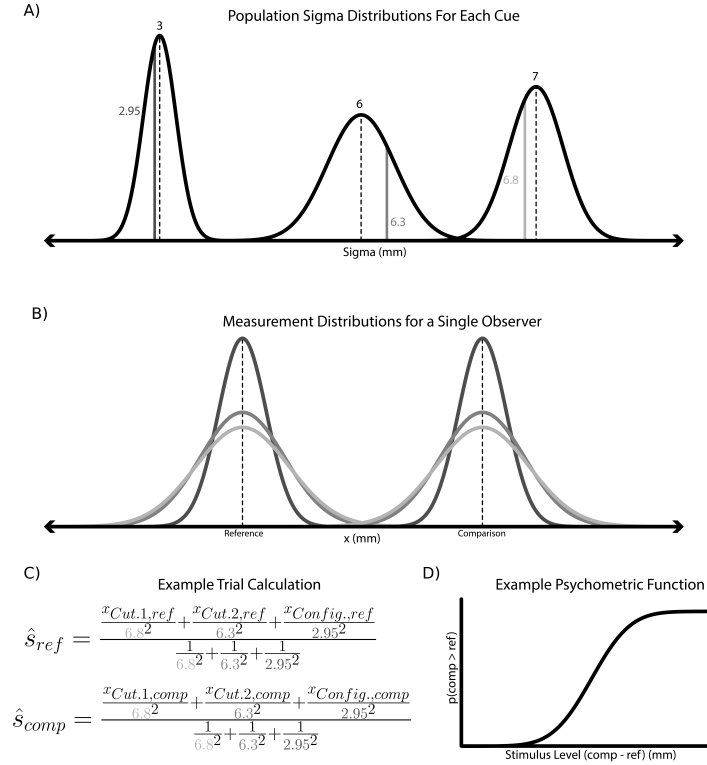 A)
Population Sigma Distributions For Each Cue
3
2.95
6
6.3
7
6.8
Sigma (mm)
B)
Measurement Distributions for a Single Observer
Reference
Comparison
x (mm)
C)
Example Trial Calculation
ŝ_ref = (x_Cut.1,ref/6.8² + x_Cut.2,ref/6.3² + x_Config.,ref/2.95²) / (1/6.8² + 1/6.3² + 1/2.95²)
ŝ_comp = (x_Cut.1,comp/6.8² + x_Cut.2,comp/6.3² + x_Config.,comp/2.95²) / (1/6.8² + 1/6.3² + 1/2.95²)
D)
Example Psychometric Function
p(comp > ref)
Stimulus Level (comp - ref) (mm)